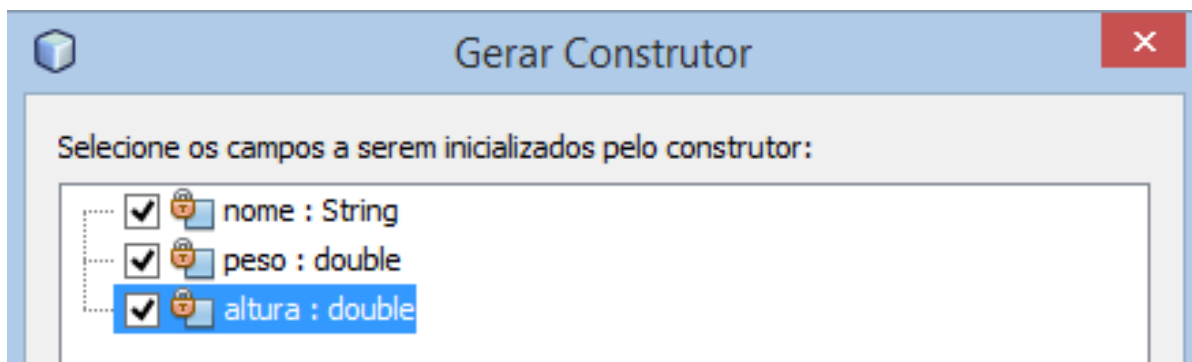 Gerar Construtor
Selecione os campos a serem inicializados pelo construtor:
nome : String
peso : double
altura : double